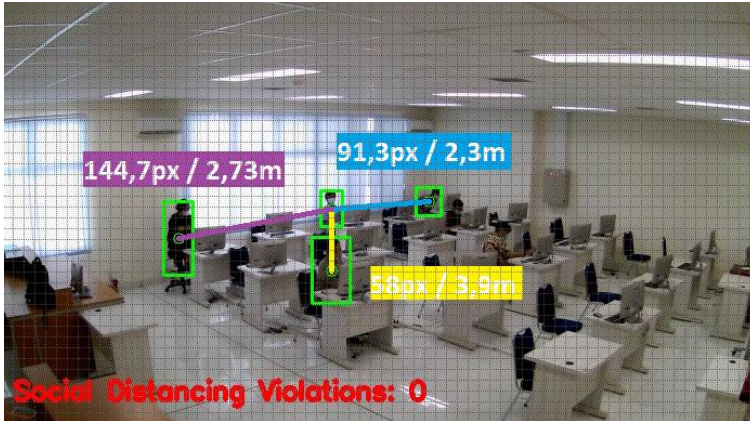 91,3px / 2,3m
144,7px / 2,73m
58px / 3,9m
Social Distancing Violations: 0